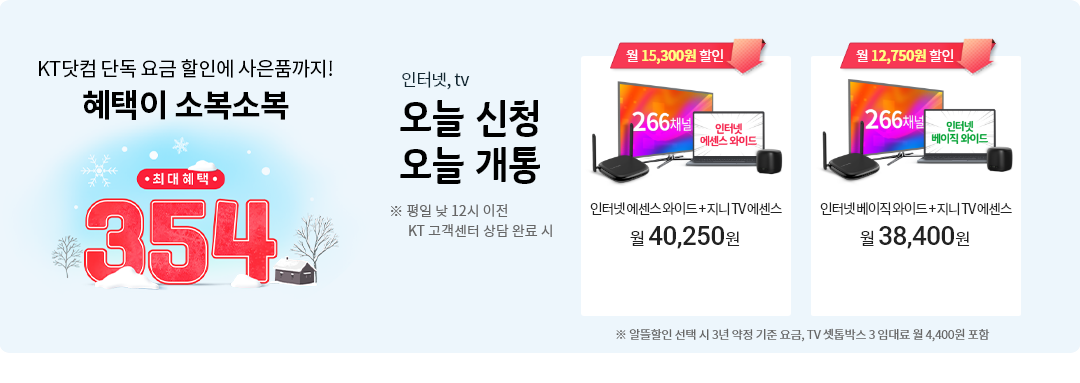 KT닷컴 단독 요금 할인에 사은품까지!
혜택이 소복소복
• 최대 혜택 •
354
인터넷, tv
오늘 신청
오늘 개통
※ 평일 낮 12시 이전
KT 고객센터 상담 완료 시
월 15,300원 할인
266채널
인터넷
에센스 와이드
인터넷 에센스 와이드 + 지니 TV 에센스
월 40,250원
월 12,750원 할인
266채널
인터넷
베이직 와이드
인터넷 베이직 와이드 + 지니 TV 에센스
월 38,400원
※ 알뜰할인 선택 시 3년 약정 기준 요금, TV 셋톱박스 3 임대료 월 4,400원 포함